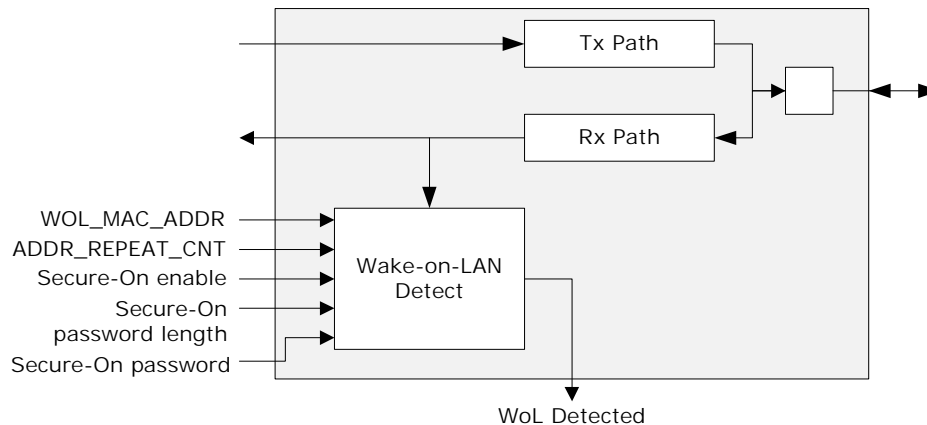 Tx Path
Rx Path
WOL_MAC_ADDR
ADDR_REPEAT_CNT
Secure-On enable
Secure-On
password length
Secure-On password
Wake-on-LAN
Detect
WoL Detected